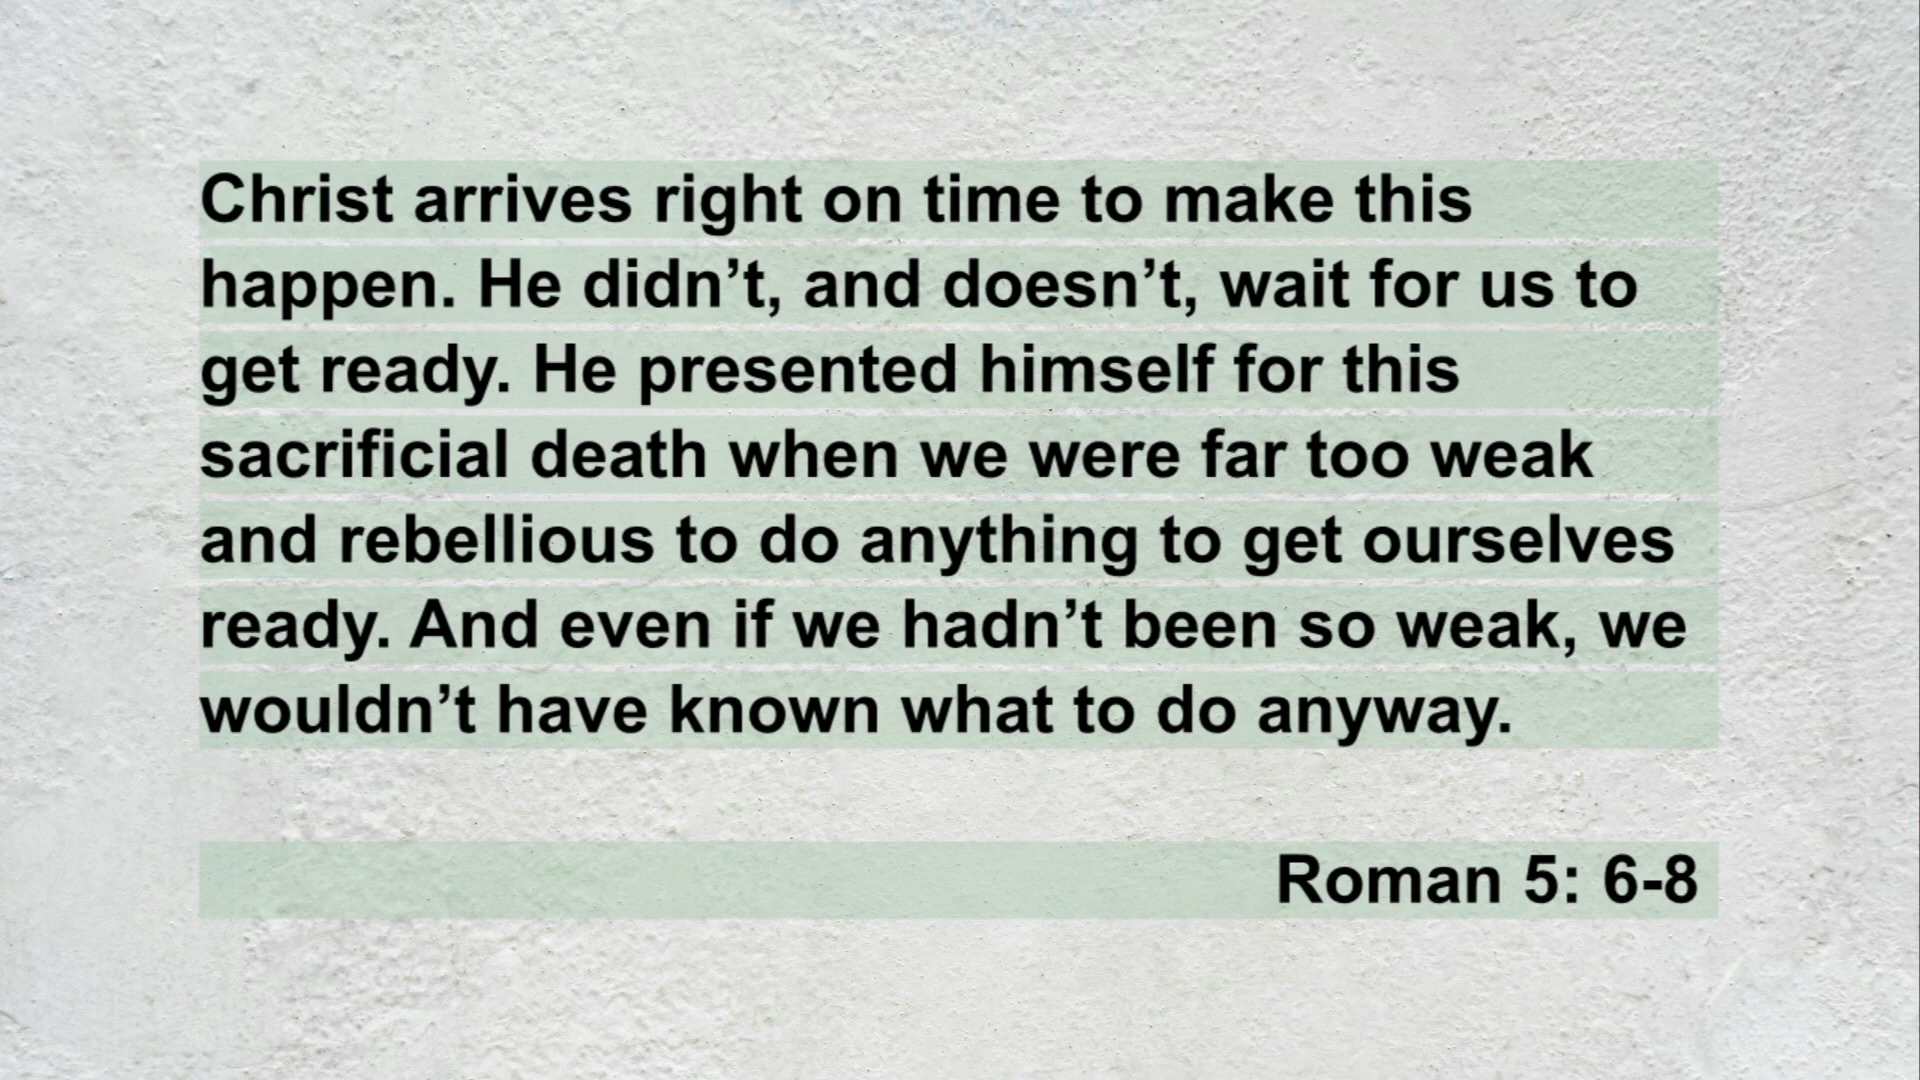 Christ arrives right on time to make this
happen. He didn’t, and doesn’t, wait for us to
get ready. He presented himself for this
sacrificial death when we were far too weak
and rebellious to do anything to get ourselves
ready. And even if we hadn’t been so weak, we
wouldn’t have known what to do anyway.
Roman 5: 6-8